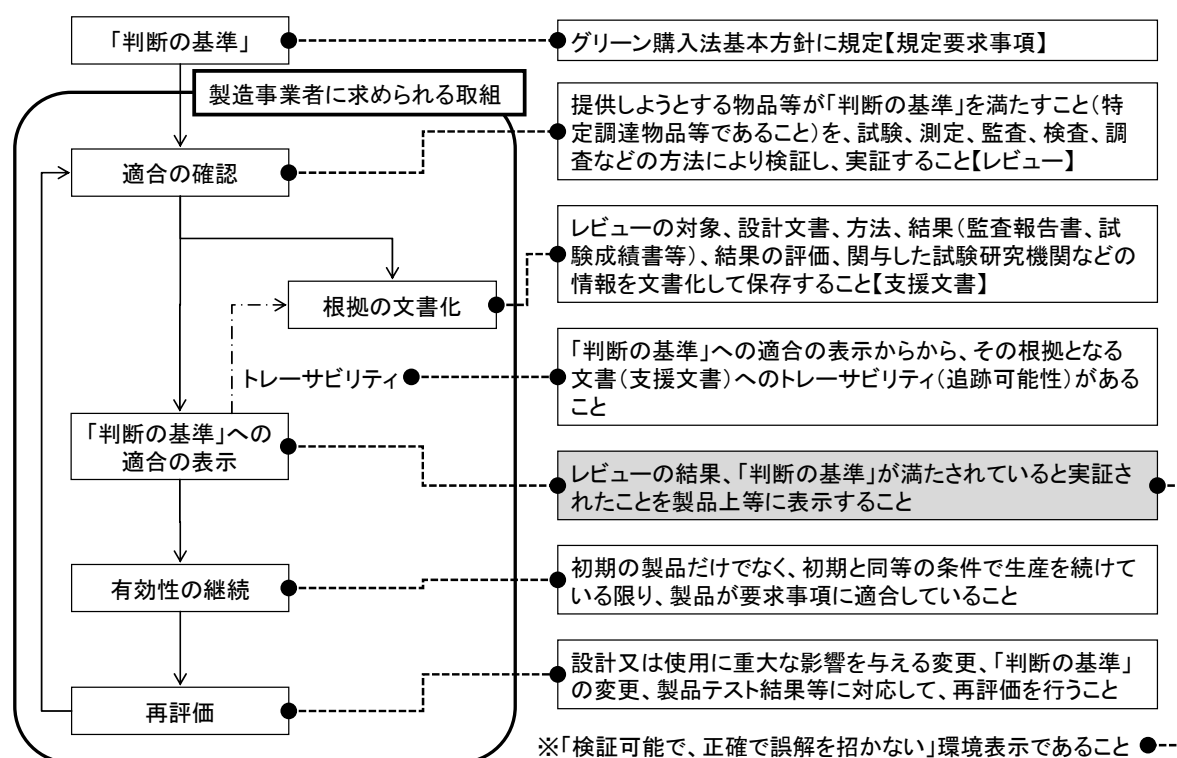 「判断の基準」
グリーン購入法基本方針に規定【規定要求事項】
製造事業者に求められる取組
提供しようとする物品等が「判断の基準」を満たすこと（特
定調達物品等であること）を、試験、測定、監査、検査、調
査などの方法により検証し、実証すること【レビュー】
適合の確認
レビューの対象、設計文書、方法、結果（監査報告書、試
験成績書等）、結果の評価、関与した試験研究機関などの
情報を文書化して保存すること【支援文書】
根拠の文書化
「判断の基準」への適合の表示からから、その根拠となる
文書（支援文書）へのトレーサビリティ（追跡可能性）がある
こと
トレーサビリティ
「判断の基準」への
適合の表示
レビューの結果、「判断の基準」が満たされていると実証さ
れたことを製品上等に表示すること
有効性の継続
初期の製品だけでなく、初期と同等の条件で生産を続けて
いる限り、製品が要求事項に適合していること
再評価
設計又は使用に重大な影響を与える変更、「判断の基準」
の変更、製品テスト結果等に対応して、再評価を行うこと
※「検証可能で、正確で誤解を招かない」環境表示であること